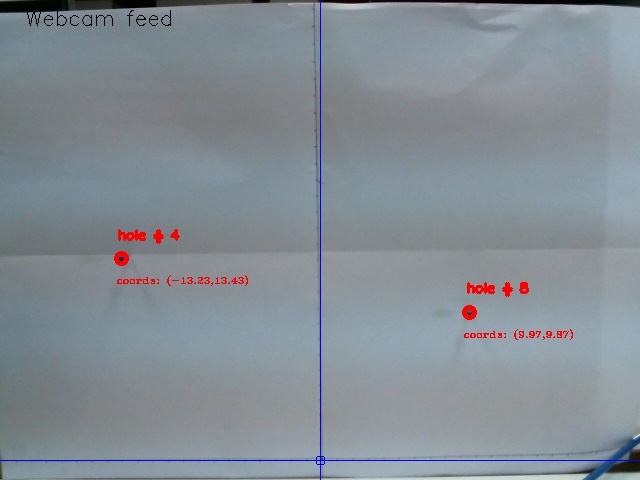 Webcam feed
hole # 4
coords: (-13.23,13.43)
hole # 8
coords: (9.97,9.87)